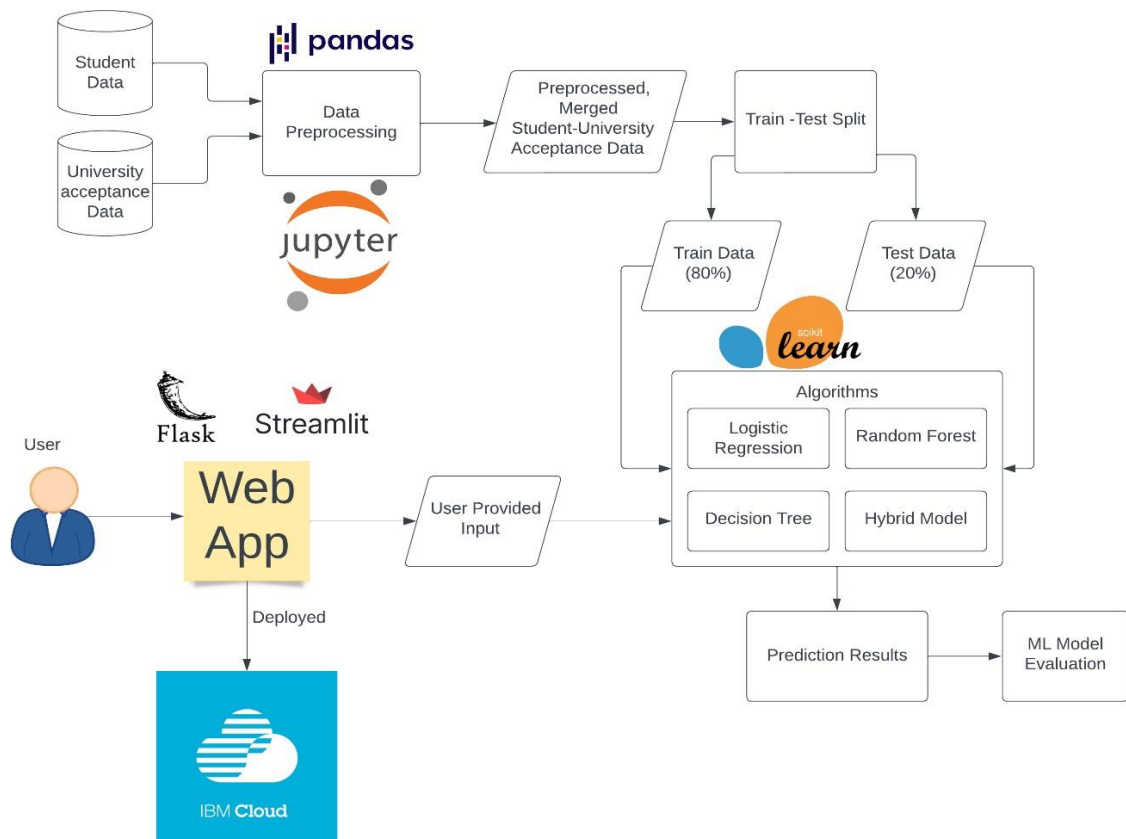 Student
Data
University
acceptance
Data
pandas
Data
Preprocessing
jupyter
Preprocessed,
Merged
Student-University
Acceptance Data
Train -Test Split
Train Data
(80%)
Test Data
(20%)
scikit
learn
Algorithms
Logistic
Regression
Random Forest
Decision Tree
Hybrid Model
Flask
Streamlit
User
Web
App
User Provided
Input
Deployed
IBM Cloud
Prediction Results
ML Model
Evaluation